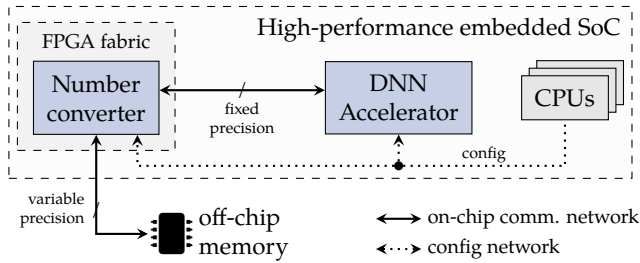 High-performance embedded SoC
FPGA fabric
Number
converter
fixed
precision
DNN
Accelerator
CPUs
config
variable
precision
off-chip
memory
on-chip comm. network
config network